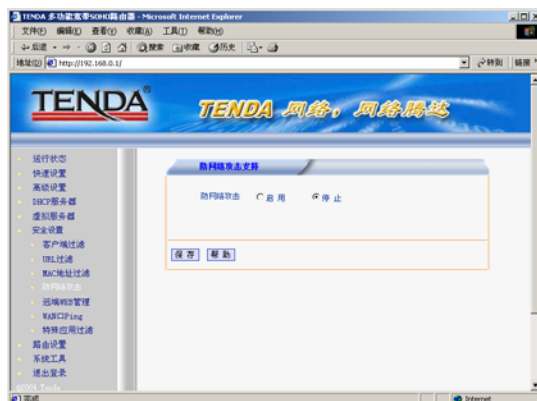 TENDA 多功能宽带SOHO路由器 - Microsoft Internet Explorer
文件(F) 编辑(E) 查看(V) 收藏(A) 工具(T) 帮助(H)
后退 搜索 收藏 历史
地址(D) http://192.168.0.1/ 转到 链接
TENDA®
TENDA 网络,网络腾达
运行状态
快速设置
高级设置
DHCP服务器
虚拟服务器
安全设置
客户端过滤
URL过滤
MAC地址过滤
防网络攻击
远端WEB管理
WAN口Ping
特殊应用过滤
路由设置
系统工具
退出登录
©2004 Tenda
防网络攻击支持
防网络攻击 启用 停止
保存 帮助
完成 Internet